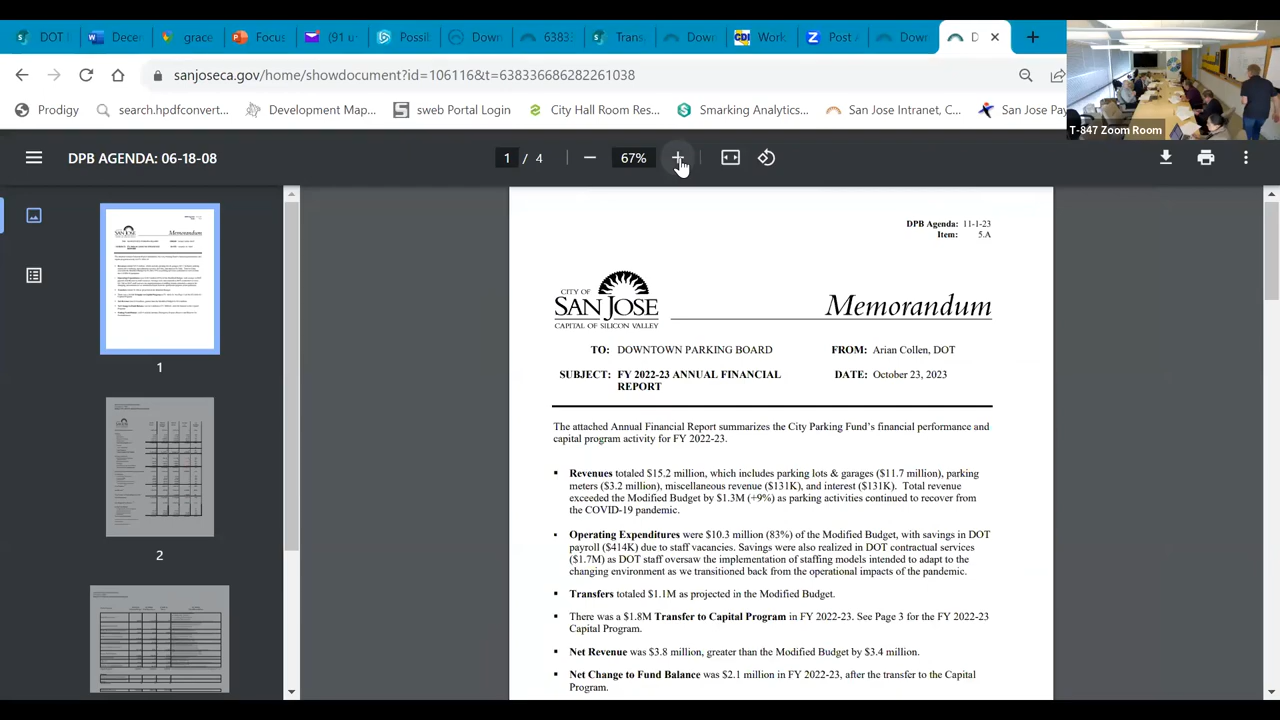 DOT
Dece
grace
Focus
(91 u
Possil
Down
6383
Trans
Down
CDI
Work
Post A
Down
D
sanjoseca.gov/home/showdocument?id=106116&t=638336686282261038
Prodigy
search.hpdfconvert...
Development Map...
sweb Portal Login
City Hall Room Res...
Smarking Analytics...
San Jose Intranet, C...
San Jose Pay
T-847 Zoom Room
DPB AGENDA: 06-18-08
1 / 4
67%
1
2
DPB Agenda: 11-1-23
Item: 5.A
CITY OF
SAN JOSE
CAPITAL OF SILICON VALLEY
Memorandum
TO: DOWNTOWN PARKING BOARD
FROM: Arian Collen, DOT
SUBJECT: FY 2022-23 ANNUAL FINANCIAL
REPORT
DATE: October 23, 2023
The attached Annual Financial Report summarizes the City Parking Fund's financial performance and
capital program activity for FY 2022-23.
▪ Revenues totaled $15.2 million, which includes parking lots & garages ($11.7 million), parking
meters ($3.2 million), miscellaneous revenue ($131K), and interest ($131K). Total revenue
exceeded the Modified Budget by $1.3M (+9%) as parking activities continued to recover from
the COVID-19 pandemic.
▪ Operating Expenditures were $10.3 million (83%) of the Modified Budget, with savings in DOT
payroll ($414K) due to staff vacancies. Savings were also realized in DOT contractual services
($1.7M) as DOT staff oversaw the implementation of staffing models intended to adapt to the
changing environment as we transitioned back from the operational impacts of the pandemic.
▪ Transfers totaled $1.1M as projected in the Modified Budget.
▪ There was a $1.8M Transfer to Capital Program in FY 2022-23. See Page 3 for the FY 2022-23
Capital Program.
▪ Net Revenue was $3.8 million, greater than the Modified Budget by $3.4 million.
▪ Net Change to Fund Balance was $2.1 million in FY 2022-23, after the transfer to the Capital
Program.